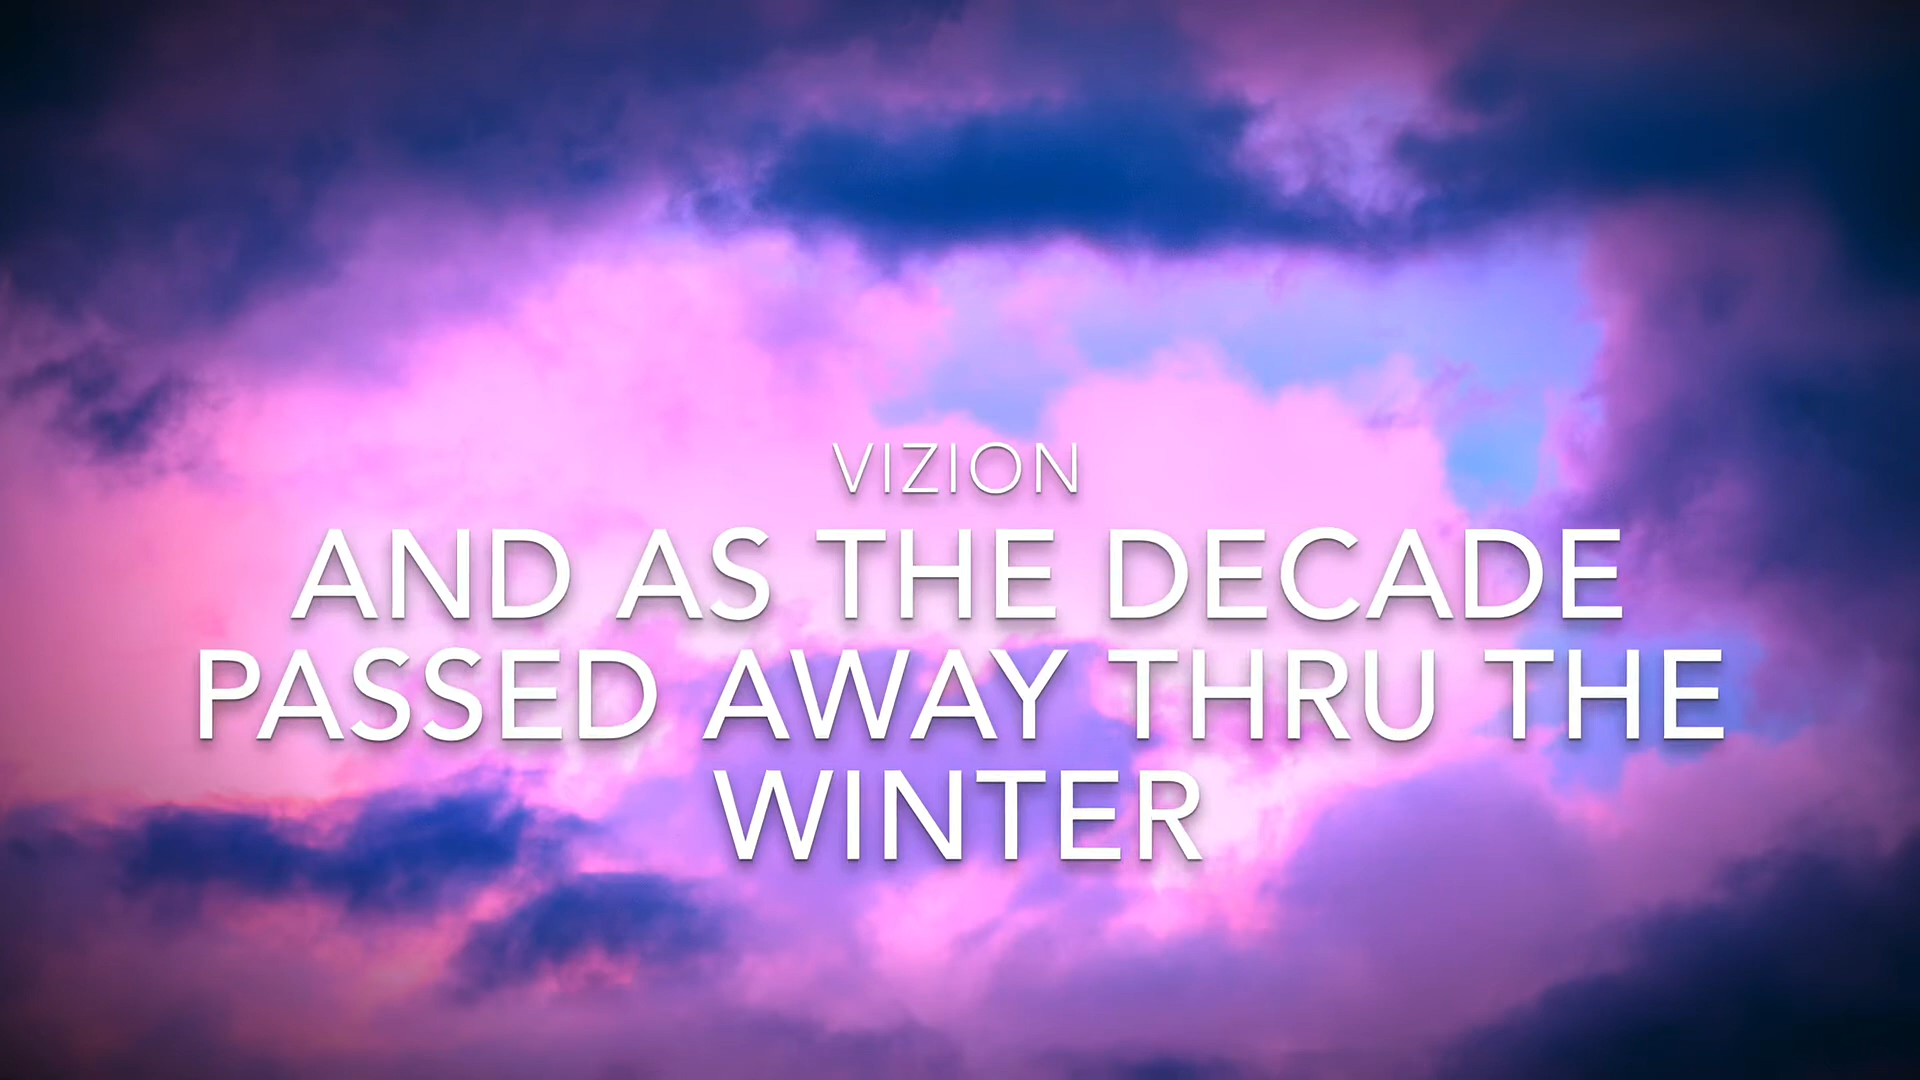 VIZION
AND AS THE DECADE
PASSED AWAY THRU THE
WINTER